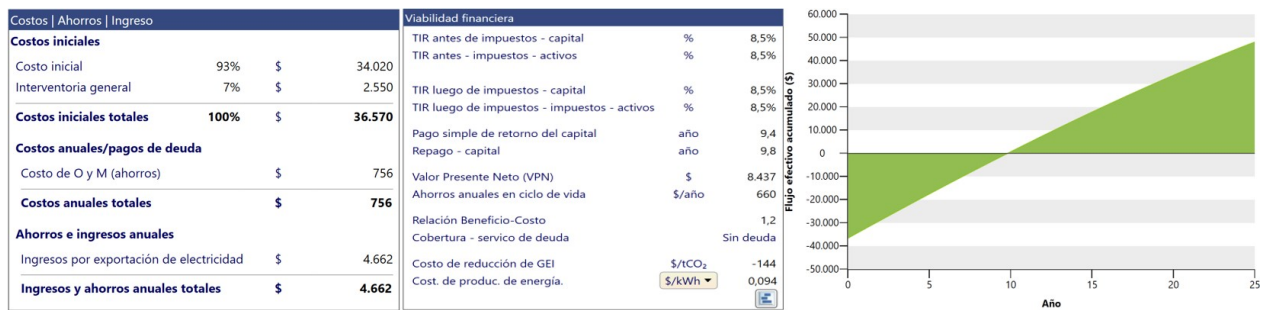 Costos | Ahorros | Ingreso
Costos iniciales
Costo inicial 93% $ 34.020
Interventoria general 7% $ 2.550
Costos iniciales totales 100% $ 36.570
Costos anuales/pagos de deuda
Costo de O y M (ahorros) $ 756
Costos anuales totales $ 756
Ahorros e ingresos anuales
Ingresos por exportación de electricidad $ 4.662
Ingresos y ahorros anuales totales $ 4.662
Viabilidad financiera
TIR antes de impuestos - capital % 8,5%
TIR antes - impuestos - activos % 8,5%
TIR luego de impuestos - capital % 8,5%
TIR luego de impuestos - impuestos - activos % 8,5%
Pago simple de retorno del capital año 9,4
Repago - capital año 9,8
Valor Presente Neto (VPN) $ 8.437
Ahorros anuales en ciclo de vida $/año 660
Relación Beneficio-Costo 1,2
Cobertura - servico de deuda Sin deuda
Costo de reducción de GEI $/tCO₂ -144
Cost. de produc. de energía. $/kWh 0,094
Flujo efectivo acumulado ($)
60.000
50.000
40.000
30.000
20.000
10.000
0
-10.000
-20.000
-30.000
-40.000
-50.000
0 5 10 15 20 25
Año